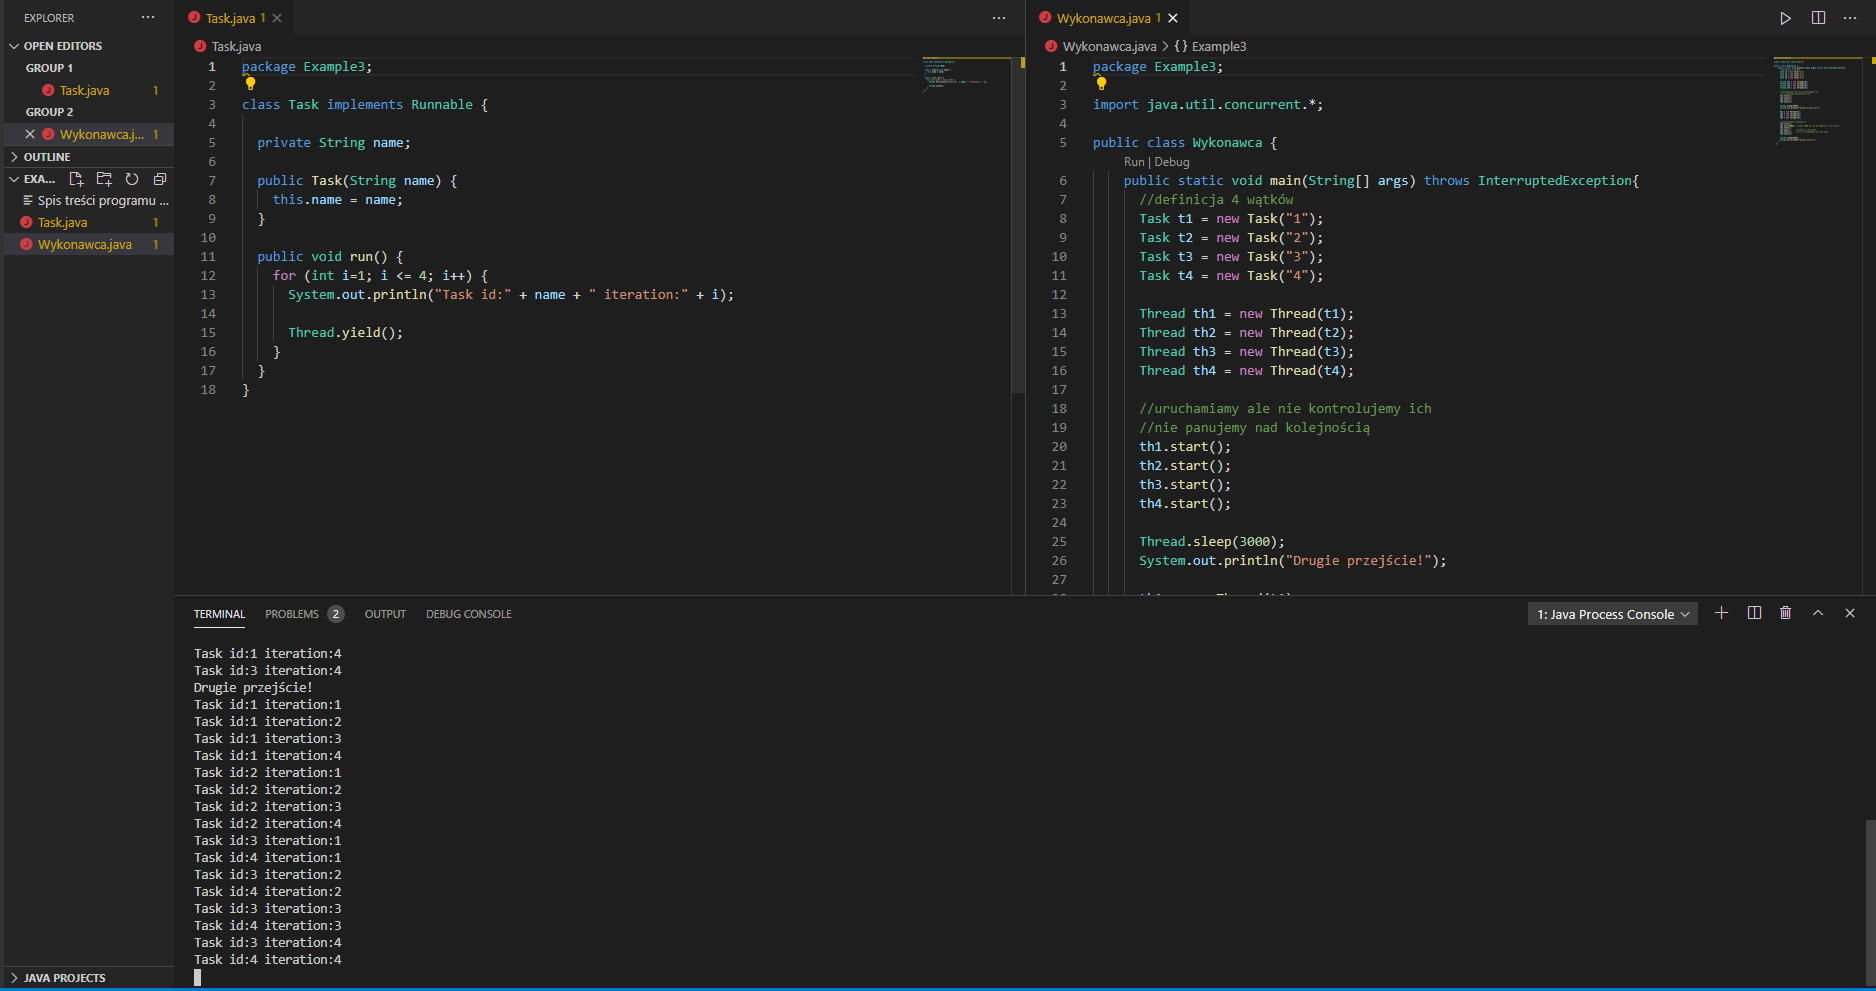 EXPLORER
OPEN EDITORS
GROUP 1
Task.java 1
GROUP 2
Wykonawca.j... 1
OUTLINE
EXA...
Spis treści programu ...
Task.java 1
Wykonawca.java 1
JAVA PROJECTS
Task.java 1
Task.java
1 package Example3;
2
3 class Task implements Runnable {
4
5 private String name;
6
7 public Task(String name) {
8 this.name = name;
9 }
10
11 public void run() {
12 for (int i=1; i <= 4; i++) {
13 System.out.println("Task id:" + name + " iteration:" + i);
14
15 Thread.yield();
16 }
17 }
18 }
Wykonawca.java 1
Wykonawca.java > {} Example3
1 package Example3;
2
3 import java.util.concurrent.*;
4
5 public class Wykonawca {
Run | Debug
6 public static void main(String[] args) throws InterruptedException{
7 //definicja 4 wątków
8 Task t1 = new Task("1");
9 Task t2 = new Task("2");
10 Task t3 = new Task("3");
11 Task t4 = new Task("4");
12
13 Thread th1 = new Thread(t1);
14 Thread th2 = new Thread(t2);
15 Thread th3 = new Thread(t3);
16 Thread th4 = new Thread(t4);
17
18 //uruchamiamy ale nie kontrolujemy ich
19 //nie panujemy nad kolejnością
20 th1.start();
21 th2.start();
22 th3.start();
23 th4.start();
24
25 Thread.sleep(3000);
26 System.out.println("Drugie przejście!");
27
TERMINAL PROBLEMS 2 OUTPUT DEBUG CONSOLE
1: Java Process Console
Task id:1 iteration:4
Task id:3 iteration:4
Drugie przejście!
Task id:1 iteration:1
Task id:1 iteration:2
Task id:1 iteration:3
Task id:1 iteration:4
Task id:2 iteration:1
Task id:2 iteration:2
Task id:2 iteration:3
Task id:2 iteration:4
Task id:3 iteration:1
Task id:4 iteration:1
Task id:3 iteration:2
Task id:4 iteration:2
Task id:3 iteration:3
Task id:4 iteration:3
Task id:3 iteration:4
Task id:4 iteration:4